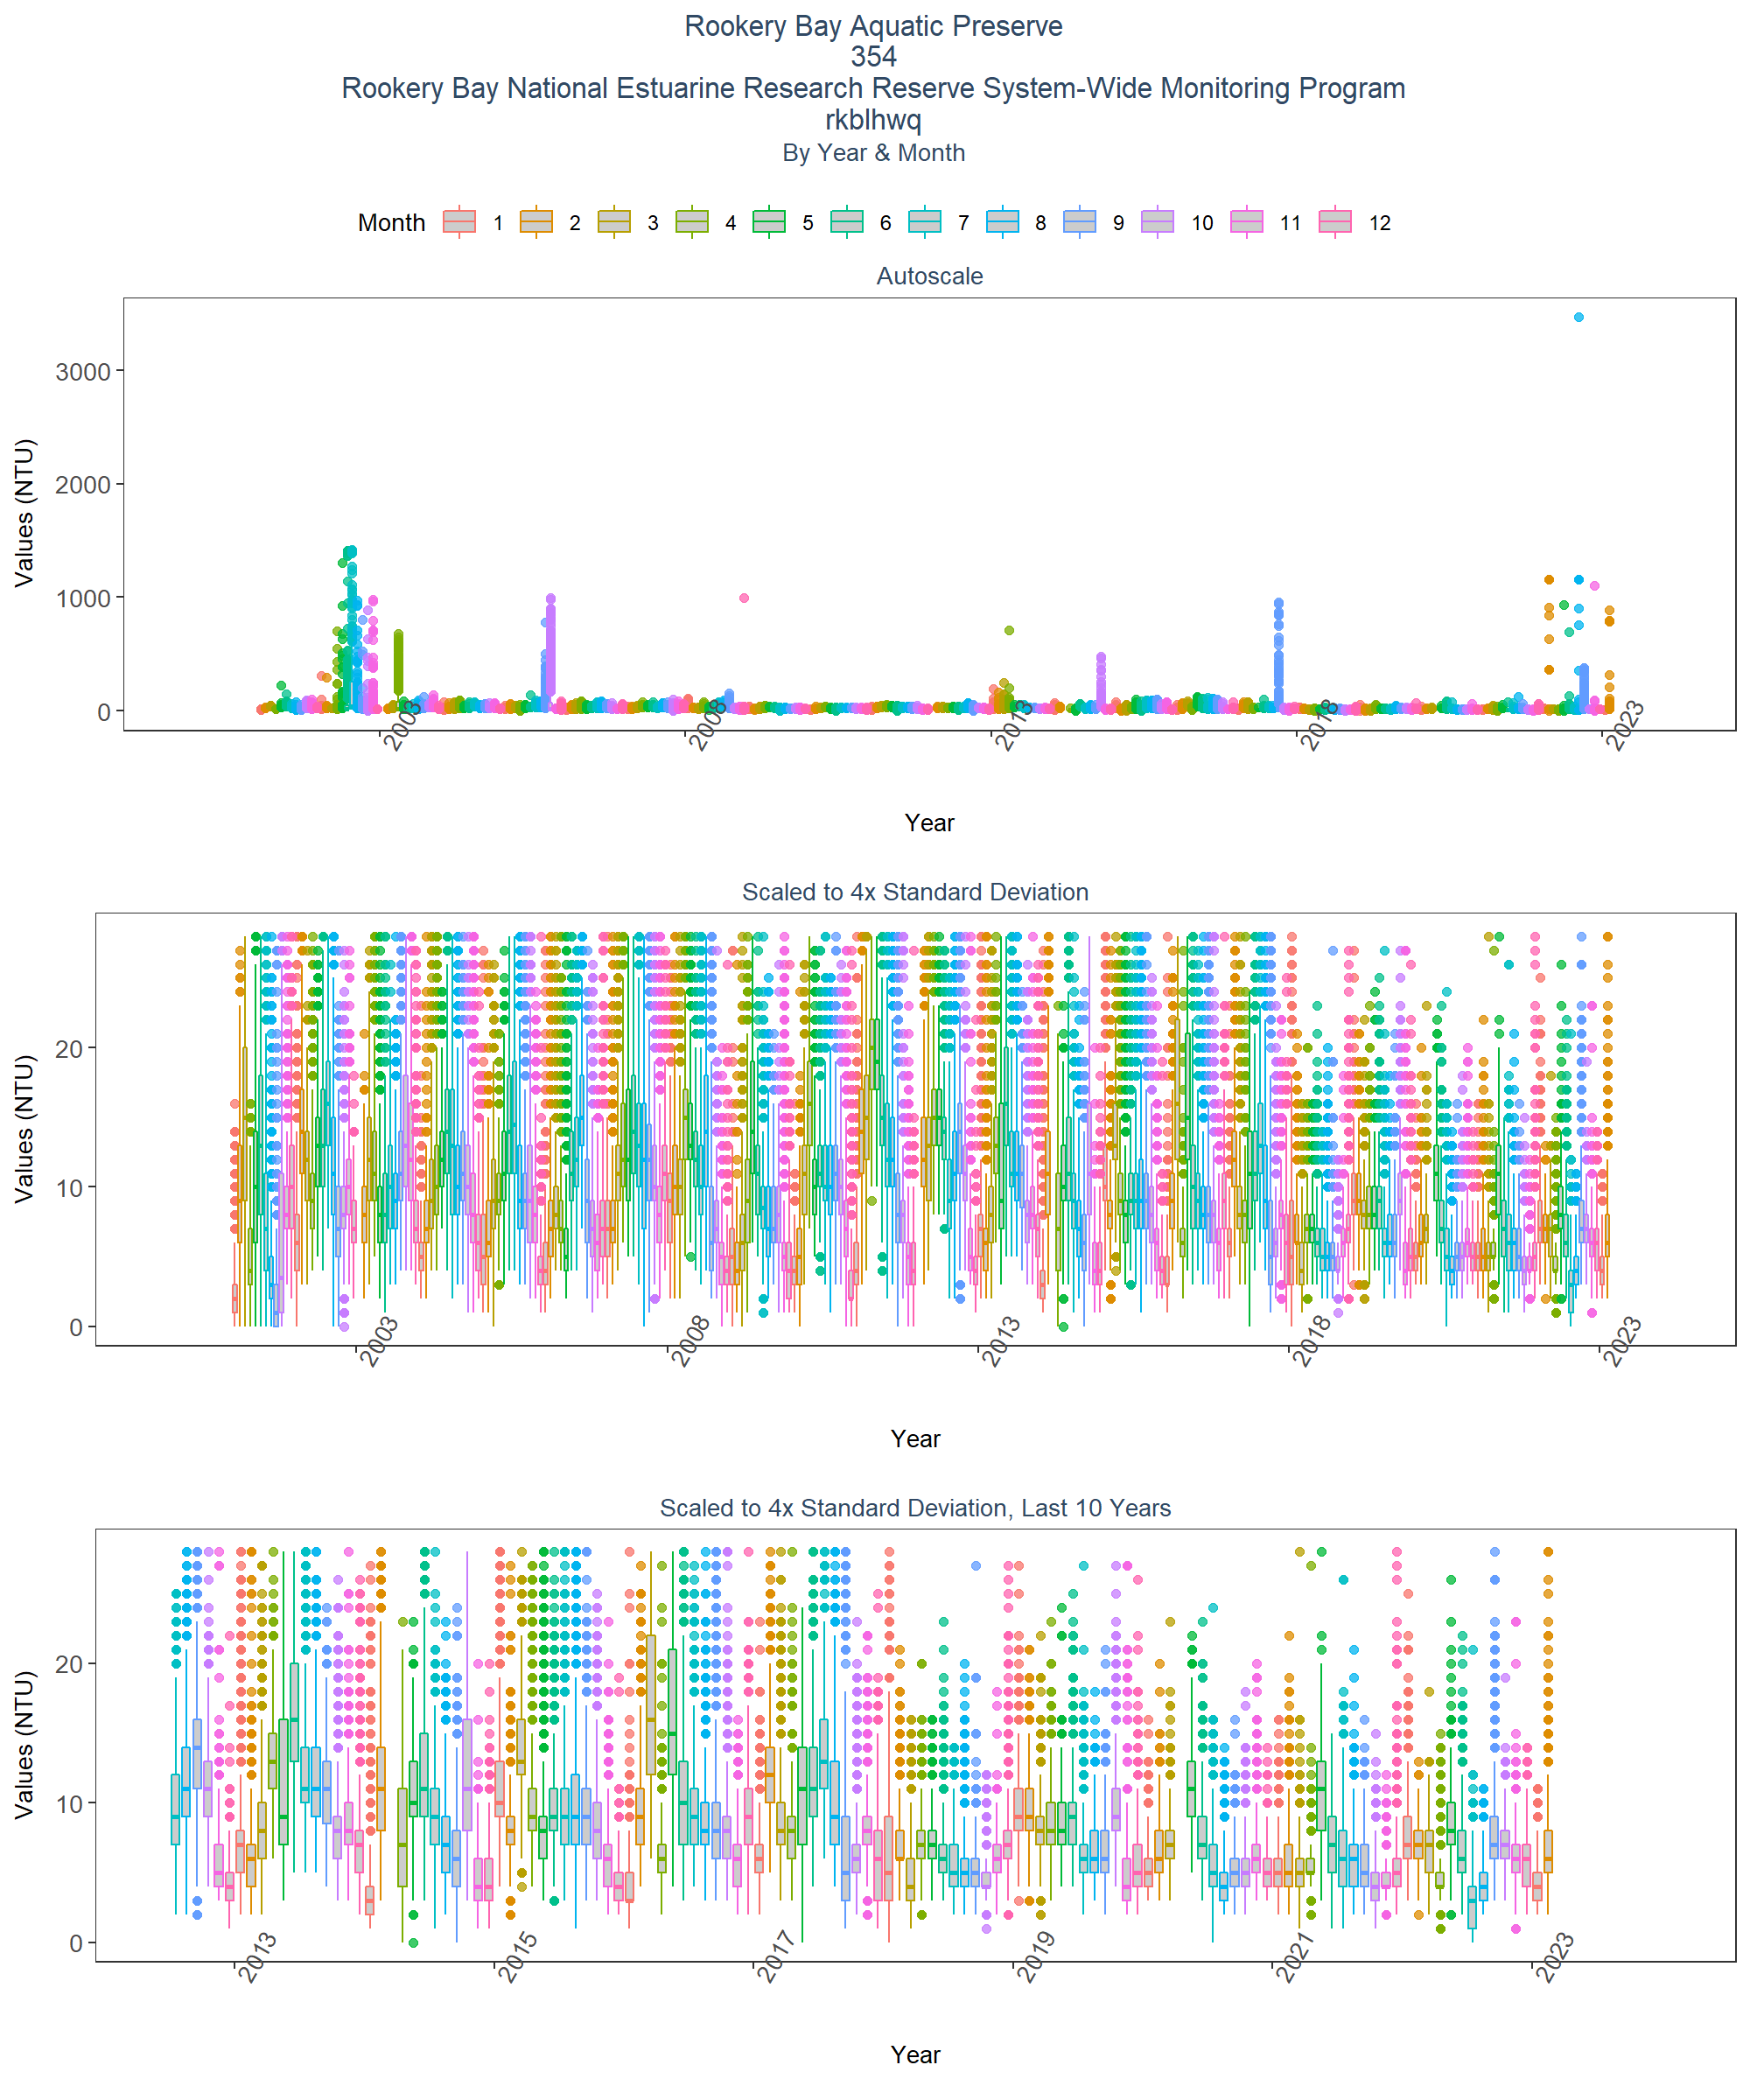 Rookery Bay Aquatic Preserve
354
Rookery Bay National Estuarine Research Reserve System-Wide Monitoring Program
rkblhwq
By Year & Month
Month 1 2 3 4 5 6 7 8 9 10 11 12
Autoscale
Values (NTU)
3000
2000
1000
0
2003 2008 2013 2018 2023
Year
Scaled to 4x Standard Deviation
Values (NTU)
20
10
0
2003 2008 2013 2018 2023
Year
Scaled to 4x Standard Deviation, Last 10 Years
Values (NTU)
20
10
0
2013 2015 2017 2019 2021 2023
Year